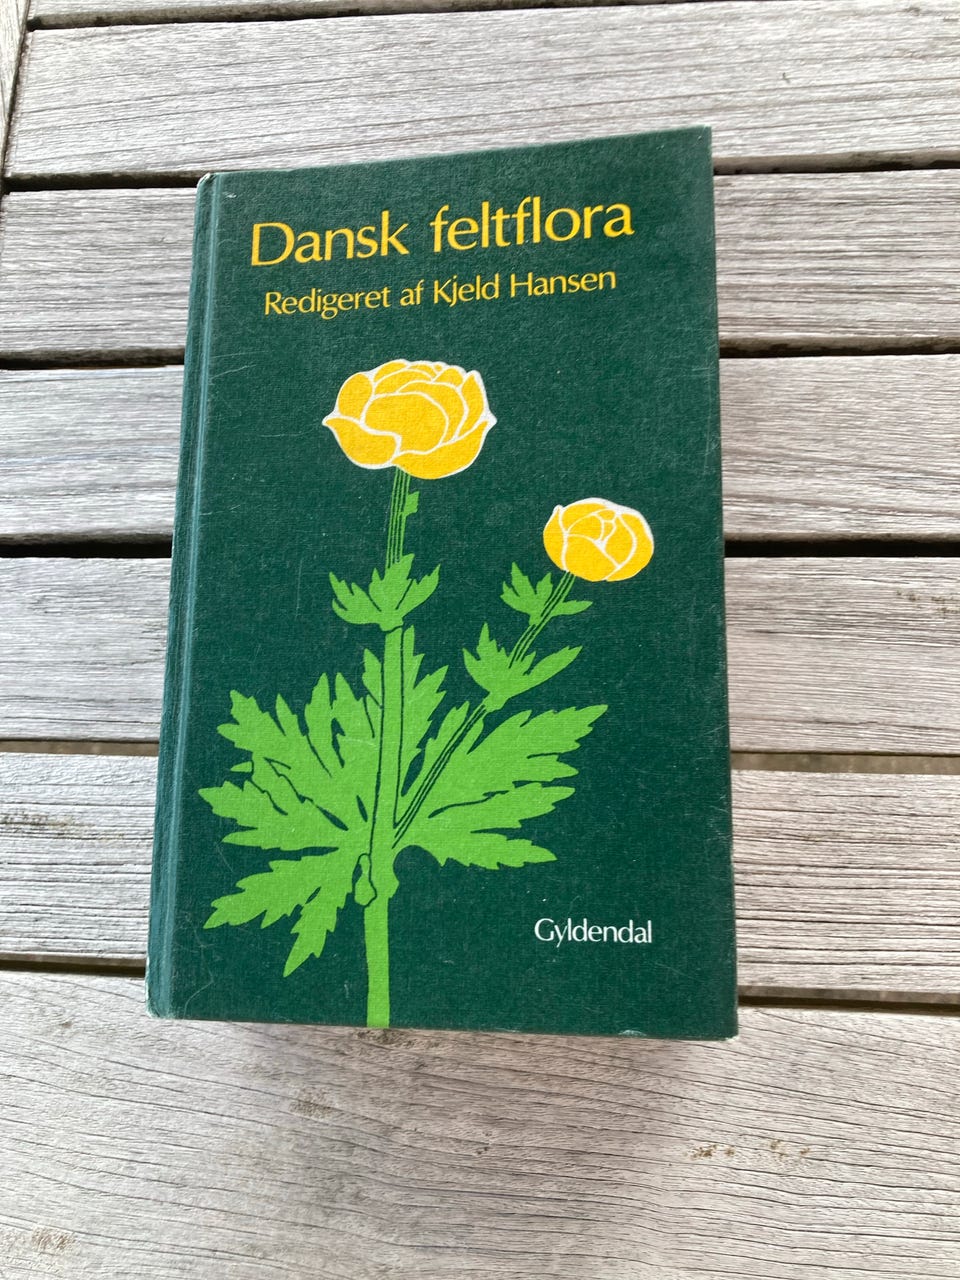 Dansk feltflora
Redigeret af Kjeld Hansen
Gyldendal